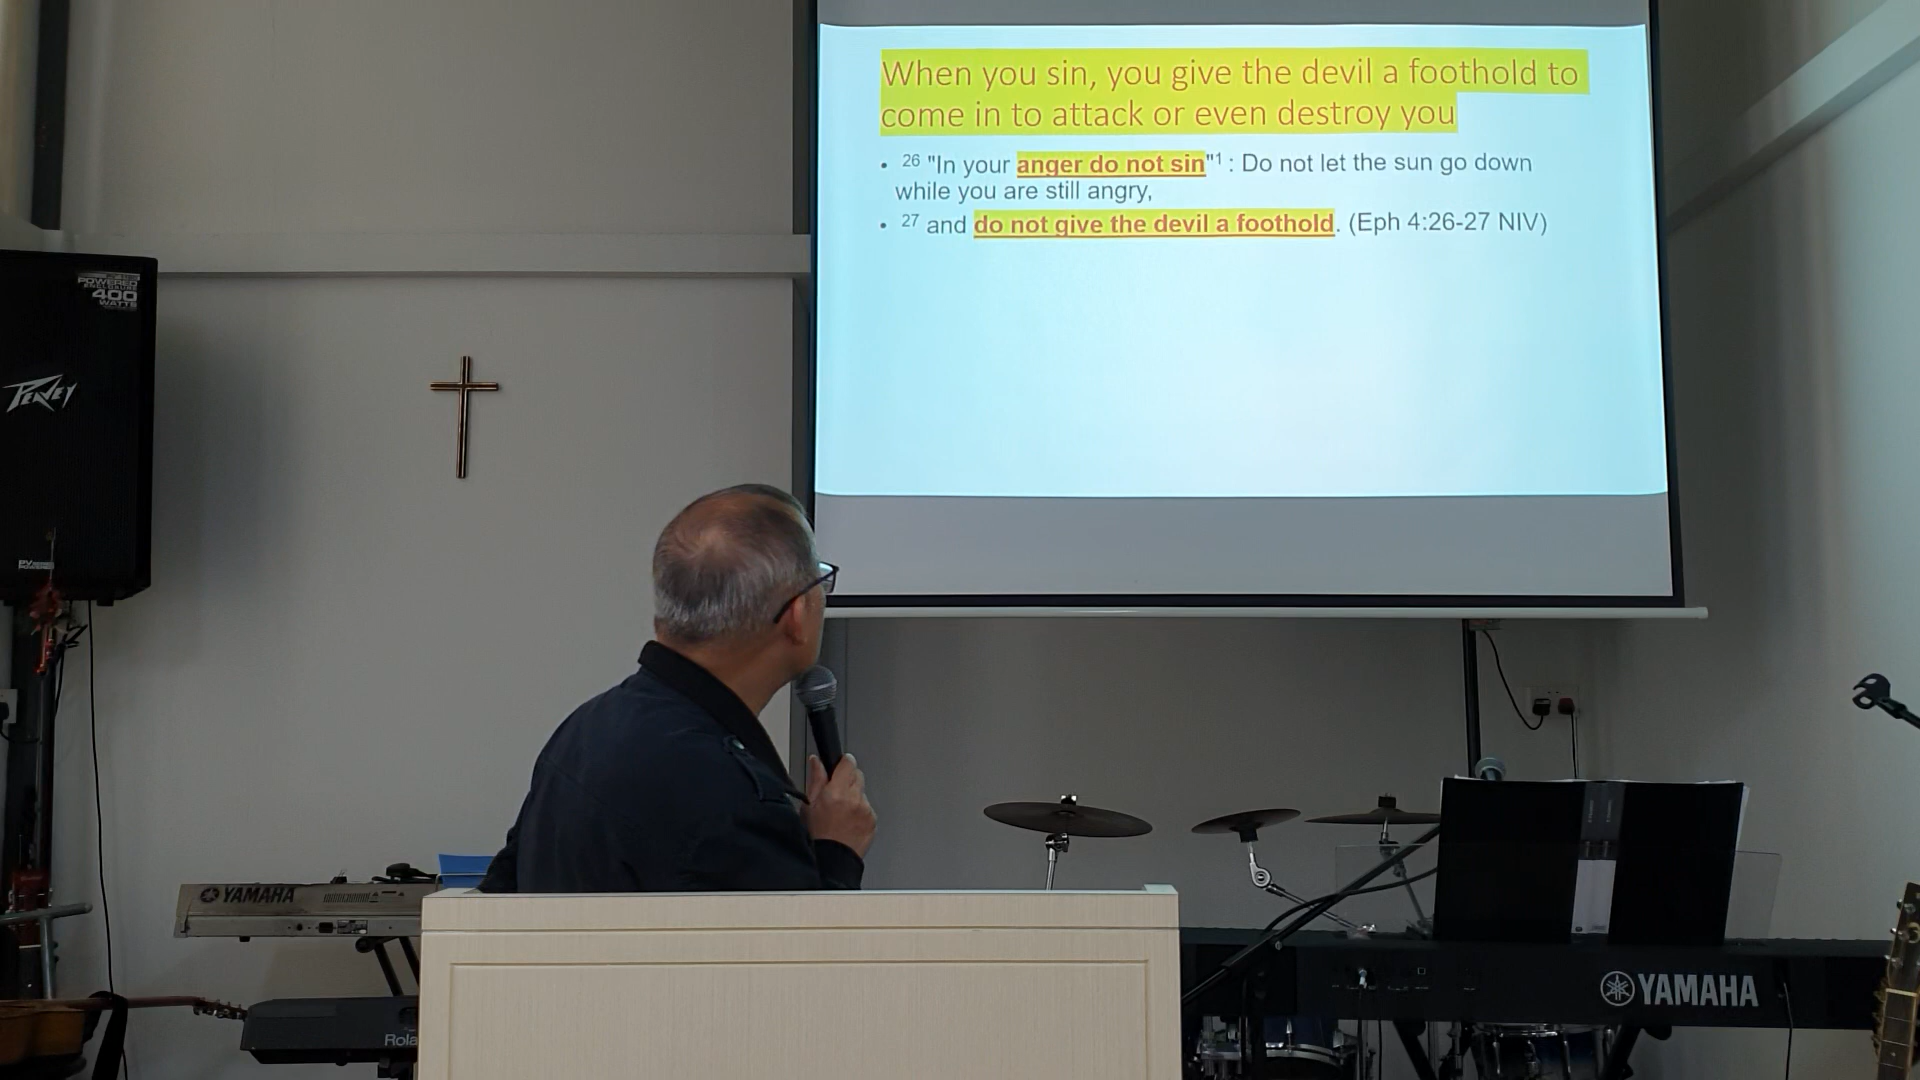 When you sin, you give the devil a foothold to
come in to attack or even destroy you
• 26 "In your anger do not sin"1 : Do not let the sun go down
while you are still angry,
• 27 and do not give the devil a foothold. (Eph 4:26-27 NIV)
POWERED
ENCLOSURE
400
WATTS
PEAVEY
YAMAHA
Rola
YAMAHA